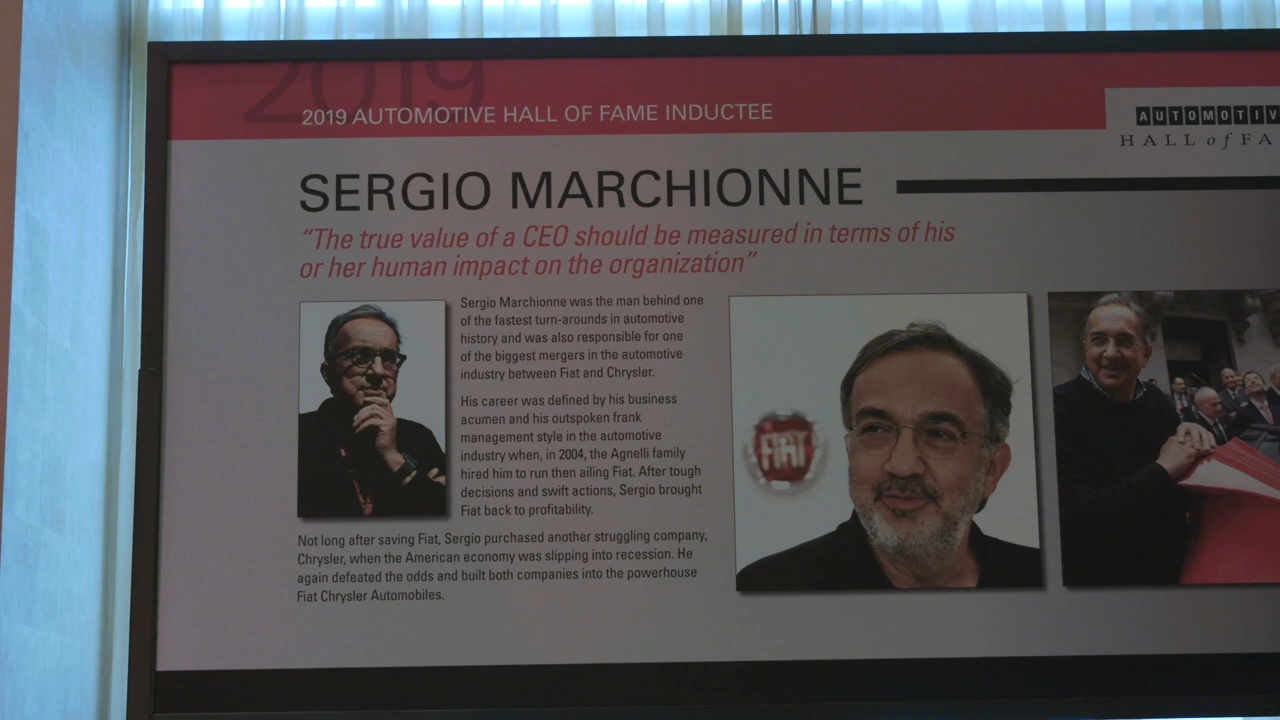 2019
2019 AUTOMOTIVE HALL OF FAME INDUCTEE
AUTOMOTIV
HALL of FA
SERGIO MARCHIONNE
“The true value of a CEO should be measured in terms of his
or her human impact on the organization”
Sergio Marchionne was the man behind one
of the fastest turn-arounds in automotive
history and was also responsible for one
of the biggest mergers in the automotive
industry between Fiat and Chrysler.
His career was defined by his business
acumen and his outspoken frank
management style in the automotive
industry when, in 2004, the Agnelli family
hired him to run then ailing Fiat. After tough
decisions and swift actions, Sergio brought
Fiat back to profitability.
Not long after saving Fiat, Sergio purchased another struggling company,
Chrysler, when the American economy was slipping into recession. He
again defeated the odds and built both companies into the powerhouse
Fiat Chrysler Automobiles.
FIAT